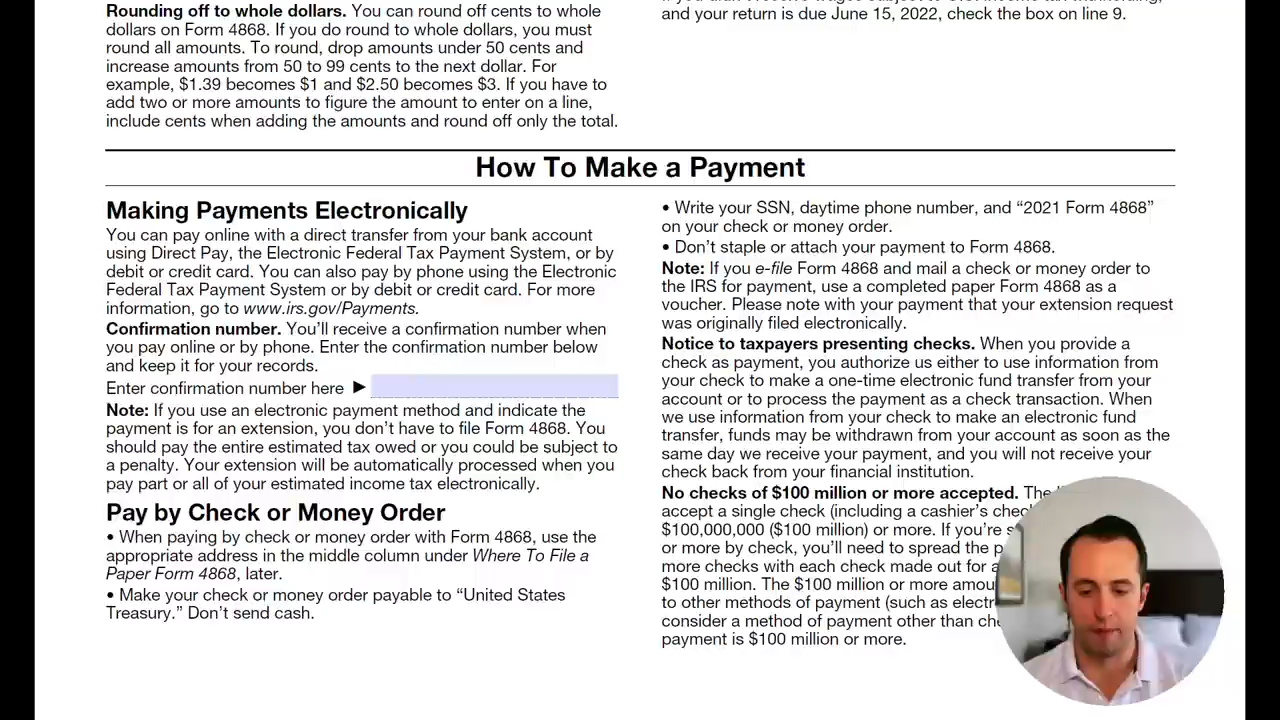 Rounding off to whole dollars. You can round off cents to whole
dollars on Form 4868. If you do round to whole dollars, you must
round all amounts. To round, drop amounts under 50 cents and
increase amounts from 50 to 99 cents to the next dollar. For
example, $1.39 becomes $1 and $2.50 becomes $3. If you have to
add two or more amounts to figure the amount to enter on a line,
include cents when adding the amounts and round off only the total.
and your return is due June 15, 2022, check the box on line 9.
How To Make a Payment
Making Payments Electronically
You can pay online with a direct transfer from your bank account
using Direct Pay, the Electronic Federal Tax Payment System, or by
debit or credit card. You can also pay by phone using the Electronic
Federal Tax Payment System or by debit or credit card. For more
information, go to www.irs.gov/Payments.
Confirmation number. You’ll receive a confirmation number when
you pay online or by phone. Enter the confirmation number below
and keep it for your records.
Enter confirmation number here ►
Note: If you use an electronic payment method and indicate the
payment is for an extension, you don’t have to file Form 4868. You
should pay the entire estimated tax owed or you could be subject to
a penalty. Your extension will be automatically processed when you
pay part or all of your estimated income tax electronically.
Pay by Check or Money Order
• When paying by check or money order with Form 4868, use the
appropriate address in the middle column under Where To File a
Paper Form 4868, later.
• Make your check or money order payable to “United States
Treasury.” Don’t send cash.
• Write your SSN, daytime phone number, and “2021 Form 4868”
on your check or money order.
• Don’t staple or attach your payment to Form 4868.
Note: If you e-file Form 4868 and mail a check or money order to
the IRS for payment, use a completed paper Form 4868 as a
voucher. Please note with your payment that your extension request
was originally filed electronically.
Notice to taxpayers presenting checks. When you provide a
check as payment, you authorize us either to use information from
your check to make a one-time electronic fund transfer from your
account or to process the payment as a check transaction. When
we use information from your check to make an electronic fund
transfer, funds may be withdrawn from your account as soon as the
same day we receive your payment, and you will not receive your
check back from your financial institution.
No checks of $100 million or more accepted. The
accept a single check (including a cashier’s
$100,000,000 ($100 million) or more. If you’re
or more by check, you’ll need to spread the
more checks with each check made out for
$100 million. The $100 million or more
to other methods of payment (such as
consider a method of payment other than
payment is $100 million or more.